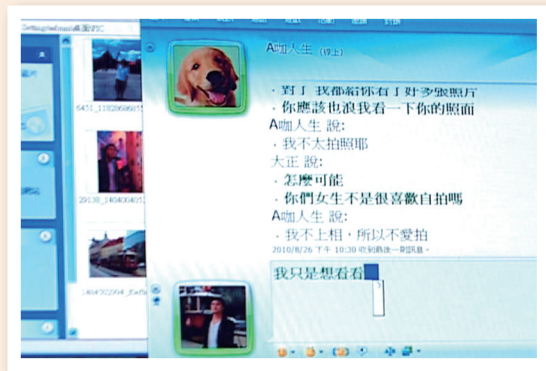 A咖人生 (線上)
· 對了 我都給你看了好多張照片
· 你應該也浪我看一下你的照面
A咖人生 說:
· 我不太拍照耶
大正 說:
· 怎麼可能
· 你們女生不是很喜歡自拍嗎
A咖人生 說:
· 我不上相，所以不愛拍
2010/8/26 下午 10:30 收到最後一則訊息。
我只是想看看